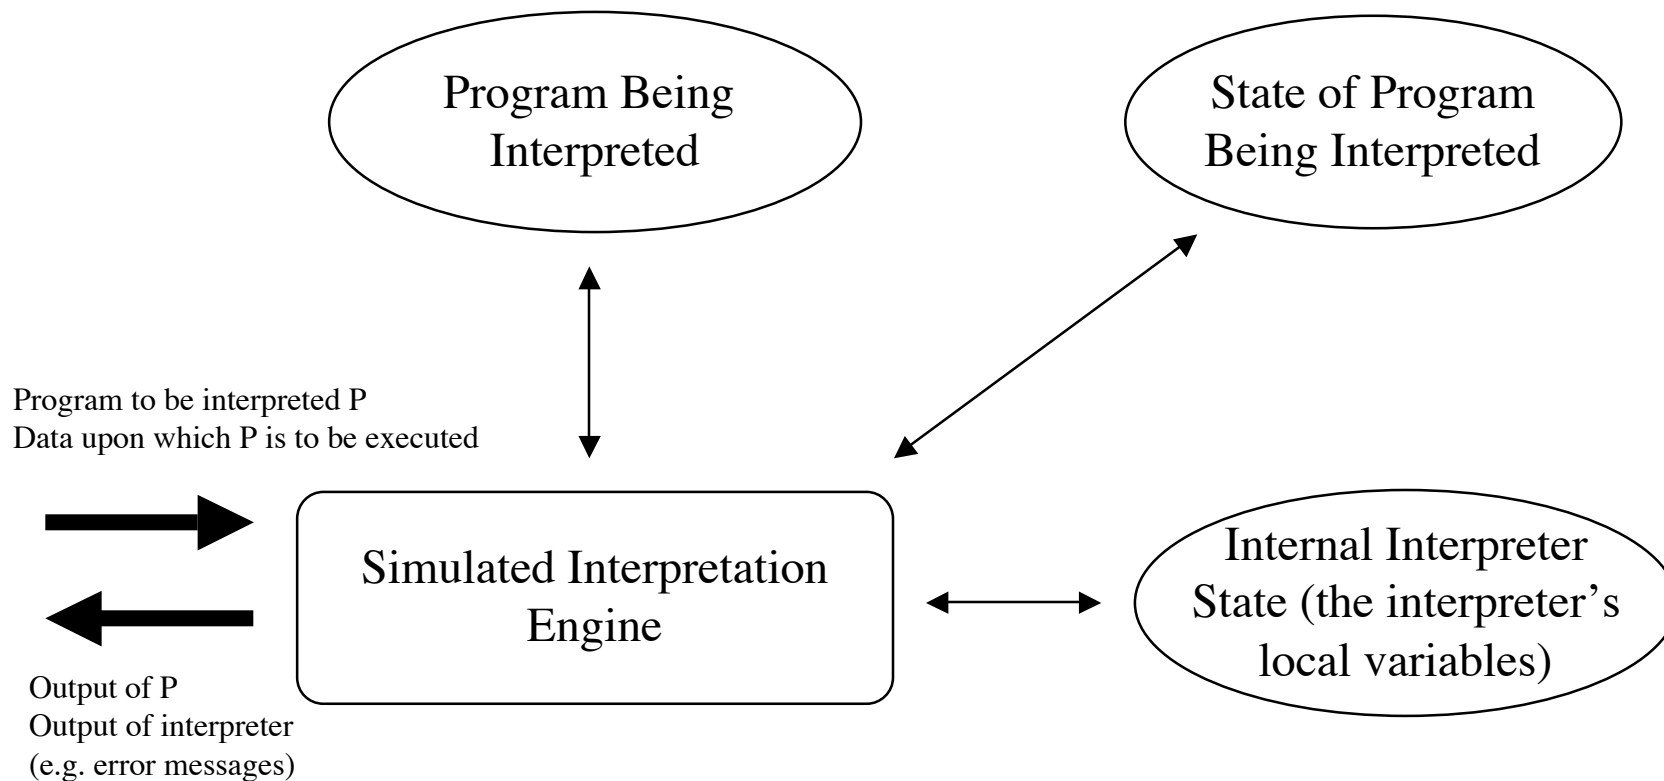 Program Being
Interpreted
State of Program
Being Interpreted
Program to be interpreted P
Data upon which P is to be executed
Simulated Interpretation
Engine
Internal Interpreter
State (the interpreter’s
local variables)
Output of P
Output of interpreter
(e.g. error messages)